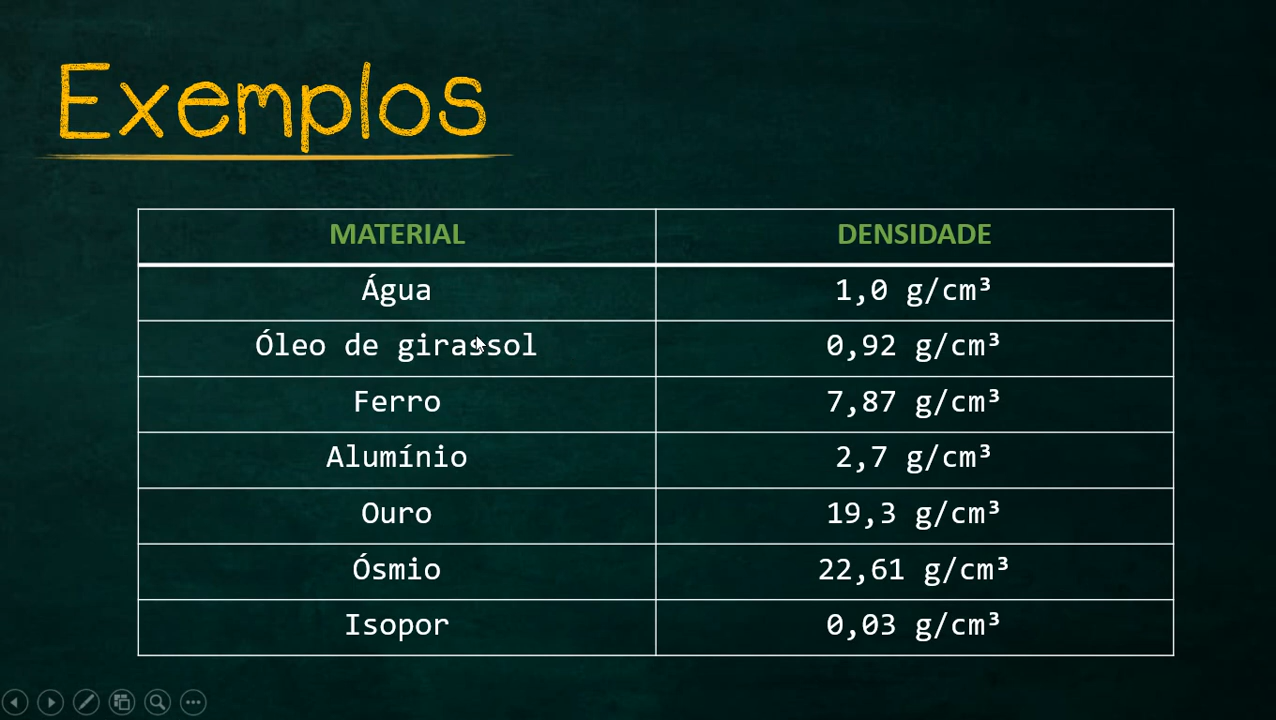 Exemplos
MATERIAL DENSIDADE
Água 1,0 g/cm³
Óleo de girassol 0,92 g/cm³
Ferro 7,87 g/cm³
Alumínio 2,7 g/cm³
Ouro 19,3 g/cm³
Ósmio 22,61 g/cm³
Isopor 0,03 g/cm³